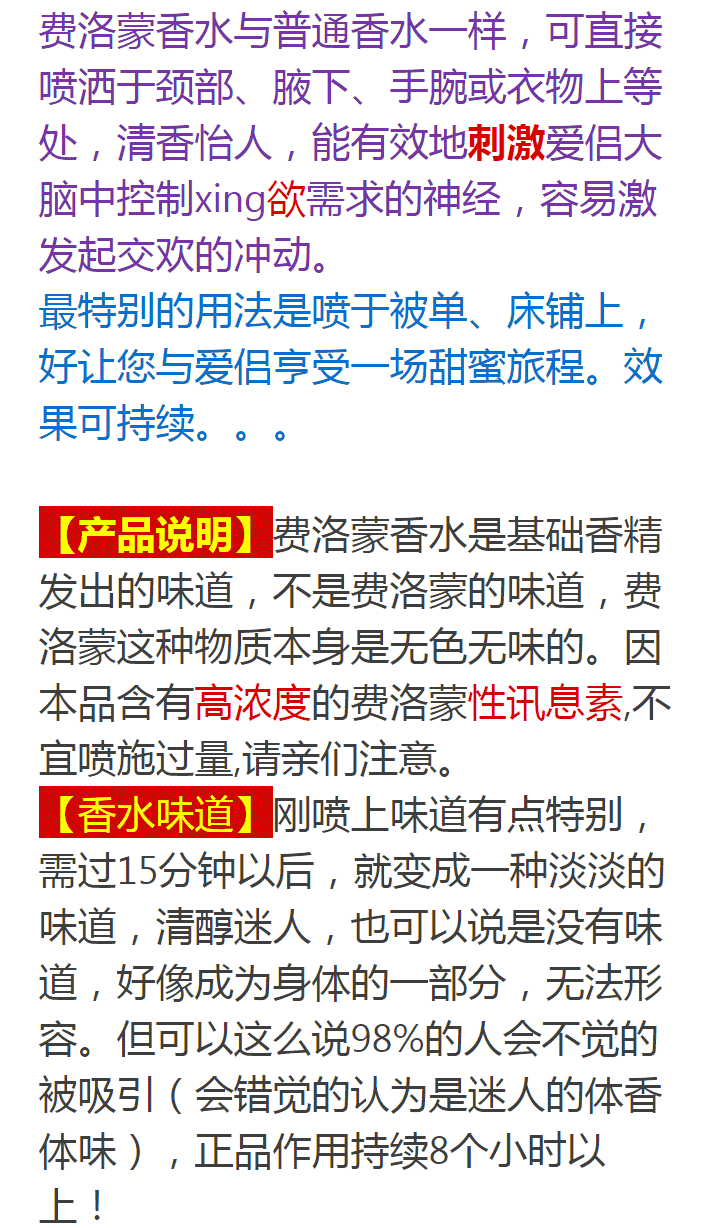 费洛蒙香水与普通香水一样，可直接
喷洒于颈部、腋下、手腕或衣物上等
处，清香怡人，能有效地刺激爱侣大
脑中控制xing欲需求的神经，容易激
发起交欢的冲动。
最特别的用法是喷于被单、床铺上，
好让您与爱侣亨受一场甜蜜旅程。效
果可持续。。。
【产品说明】费洛蒙香水是基础香精
发出的味道，不是费洛蒙的味道，费
洛蒙这种物质本身是无色无味的。因
本品含有高浓度的费洛蒙性讯息素,不
宜喷施过量,请亲们注意。
【香水味道】刚喷上味道有点特别，
需过15分钟以后，就变成一种淡淡的
味道，清醇迷人，也可以说是没有味
道，好像成为身体的一部分，无法形
容。但可以这么说98%的人会不觉的
被吸引（会错觉的认为是迷人的体香
体味），正品作用持续8个小时以
上！